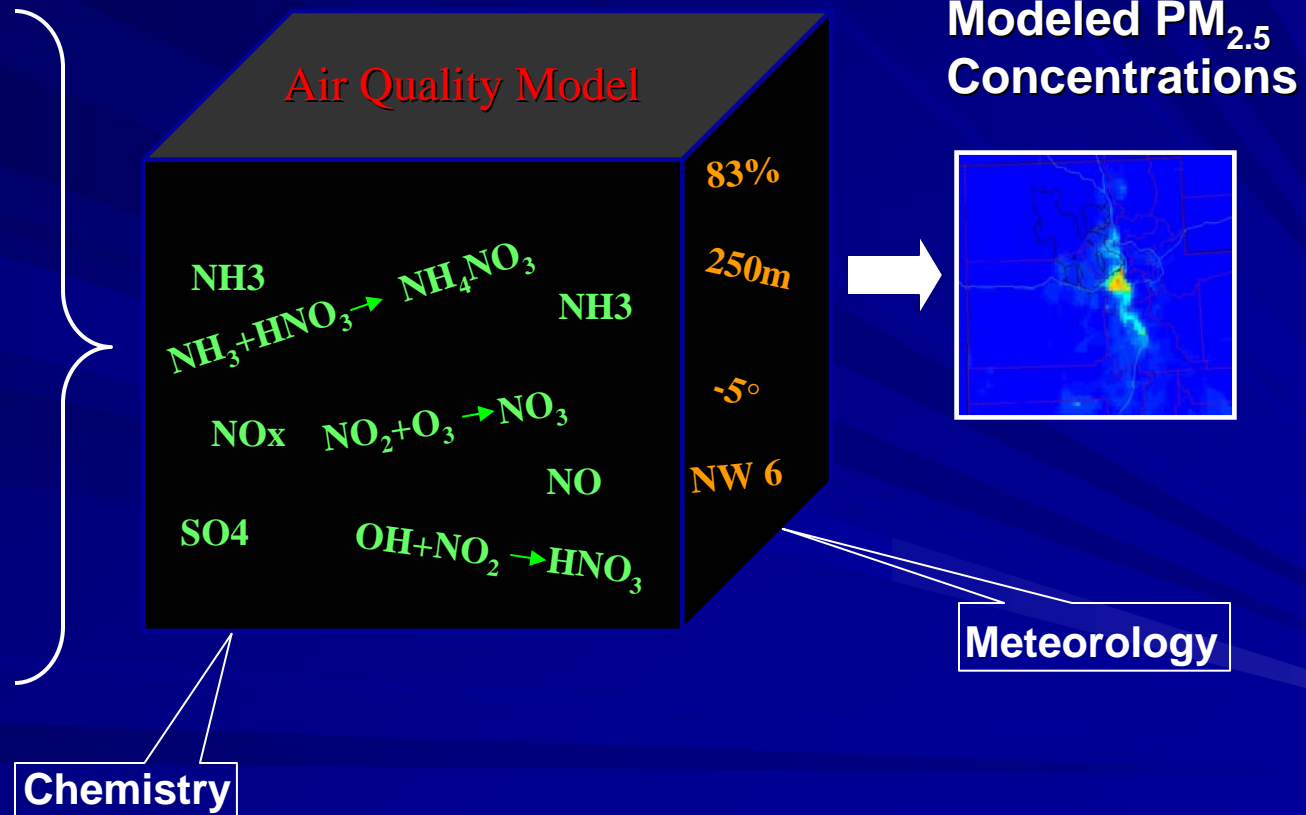 Modeled PM2.5
Concentrations
Air Quality Model
83%
250m
-5°
NW 6
NH3
NH3+HNO3→NH4NO3
NH3
NOx
NO2+O3→NO3
NO
SO4
OH+NO2→HNO3
Meteorology
Chemistry